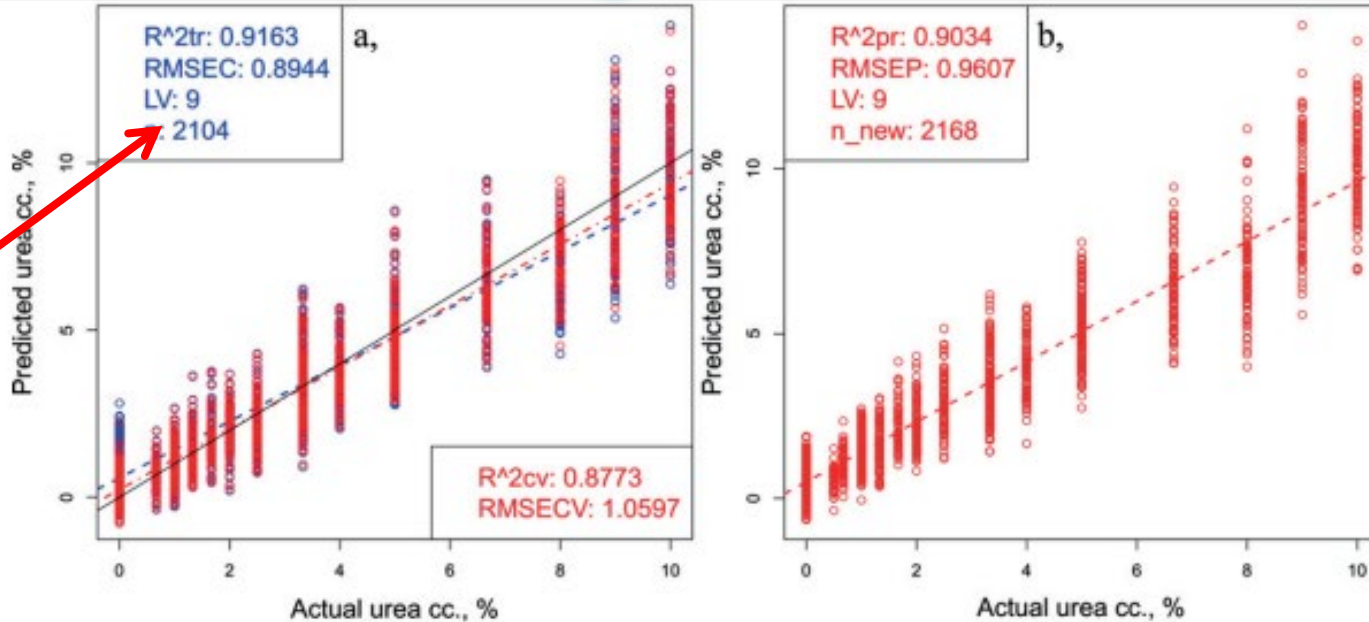 R^2tr: 0.9163
RMSEC: 0.8944
LV: 9
: 2104
a,
R^2cv: 0.8773
RMSECV: 1.0597
Predicted urea cc., %
10
5
0
0 2 4 6 8 10
Actual urea cc., %
R^2pr: 0.9034
RMSEP: 0.9607
LV: 9
n_new: 2168
b,
Predicted urea cc., %
10
5
0
0 2 4 6 8 10
Actual urea cc., %